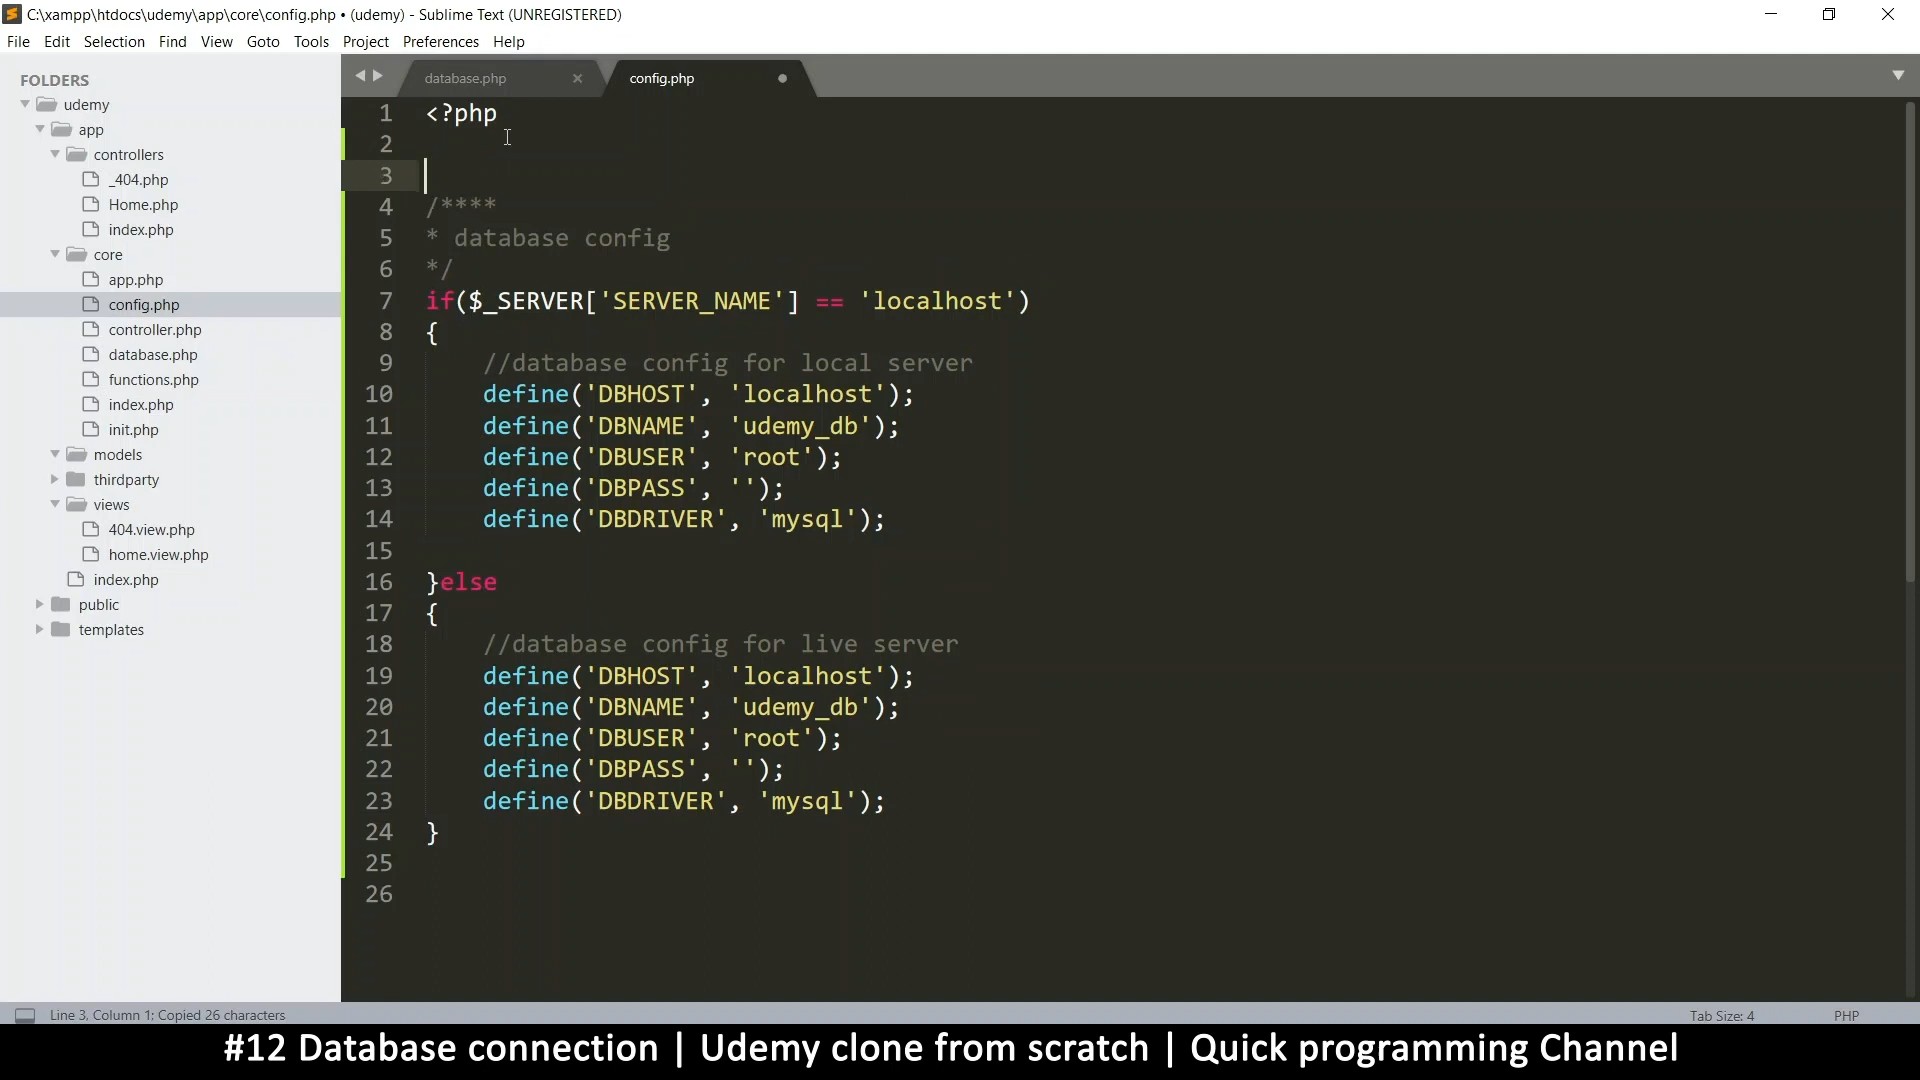 C:\xampp\htdocs\udemy\app\core\config.php • (udemy) - Sublime Text (UNREGISTERED)
File Edit Selection Find View Goto Tools Project Preferences Help
FOLDERS
udemy
app
controllers
_404.php
Home.php
index.php
core
app.php
config.php
controller.php
database.php
functions.php
index.php
init.php
models
thirdparty
views
404.view.php
home.view.php
index.php
public
templates
database.php config.php
1 <?php
2
3
4 /****
5 * database config
6 */
7 if($_SERVER['SERVER_NAME'] == 'localhost')
8 {
9 //database config for local server
10 define('DBHOST', 'localhost');
11 define('DBNAME', 'udemy_db');
12 define('DBUSER', 'root');
13 define('DBPASS', '');
14 define('DBDRIVER', 'mysql');
15
16 }else
17 {
18 //database config for live server
19 define('DBHOST', 'localhost');
20 define('DBNAME', 'udemy_db');
21 define('DBUSER', 'root');
22 define('DBPASS', '');
23 define('DBDRIVER', 'mysql');
24 }
25
26
Line 3, Column 1; Copied 26 characters Tab Size: 4 PHP
#12 Database connection | Udemy clone from scratch | Quick programming Channel